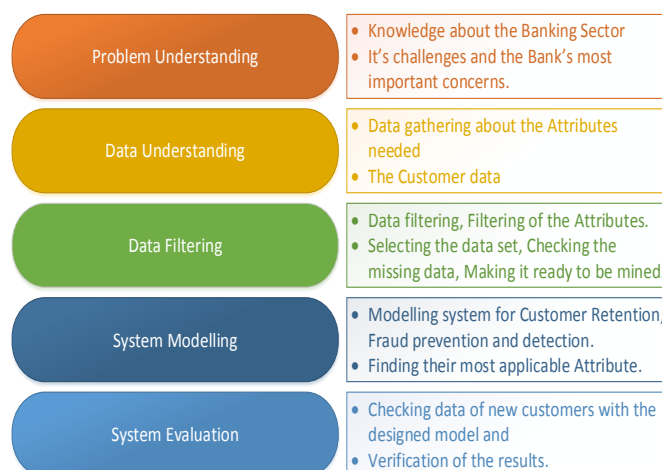 Problem Understanding
• Knowledge about the Banking Sector
• It's challenges and the Bank's most
important concerns.
Data Understanding
• Data gathering about the Attributes
needed
• The Customer data
Data Filtering
• Data filtering, Filtering of the Attributes.
• Selecting the data set, Checking the
missing data, Making it ready to be mined
System Modelling
• Modelling system for Customer Retention,
Fraud prevention and detection.
• Finding their most applicable Attribute.
System Evaluation
• Checking data of new customers with the
designed model and
• Verification of the results.